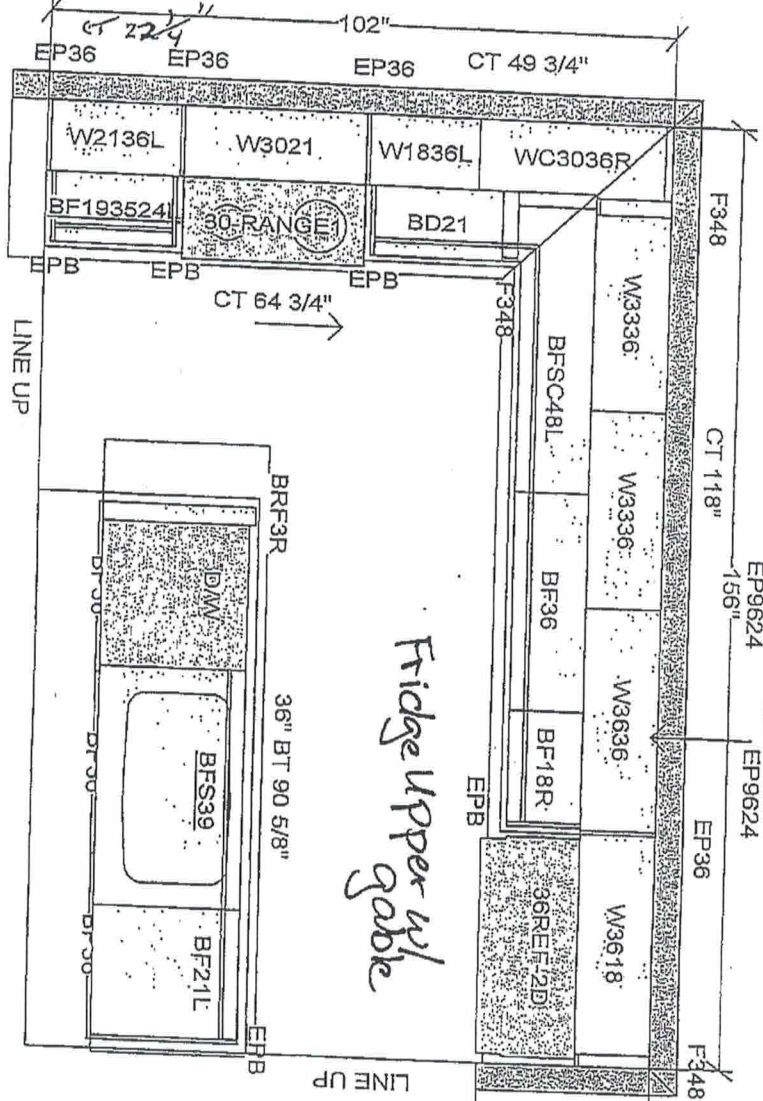 CT 22 1/4"
102"
EP36
EP36
EP36
CT 49 3/4"
W2136L
W3021
W1836L
WC3036R
BF193524L
30-RANGE1
BD21
EPB
EPB
EPB
F348
F348
CT 64 3/4"
LINE UP
W3336
W3336
W3636
W3618
CT 118"
156"
EP9624
EP9624
EP36
F348
BFSC48L
BF36
BF18R
EPB
36REF-2D
Fridge Upper w/
gable
BRF3R
D/W
BFS39
BF21L
36" BT 90 5/8"
EPB
LINE UP